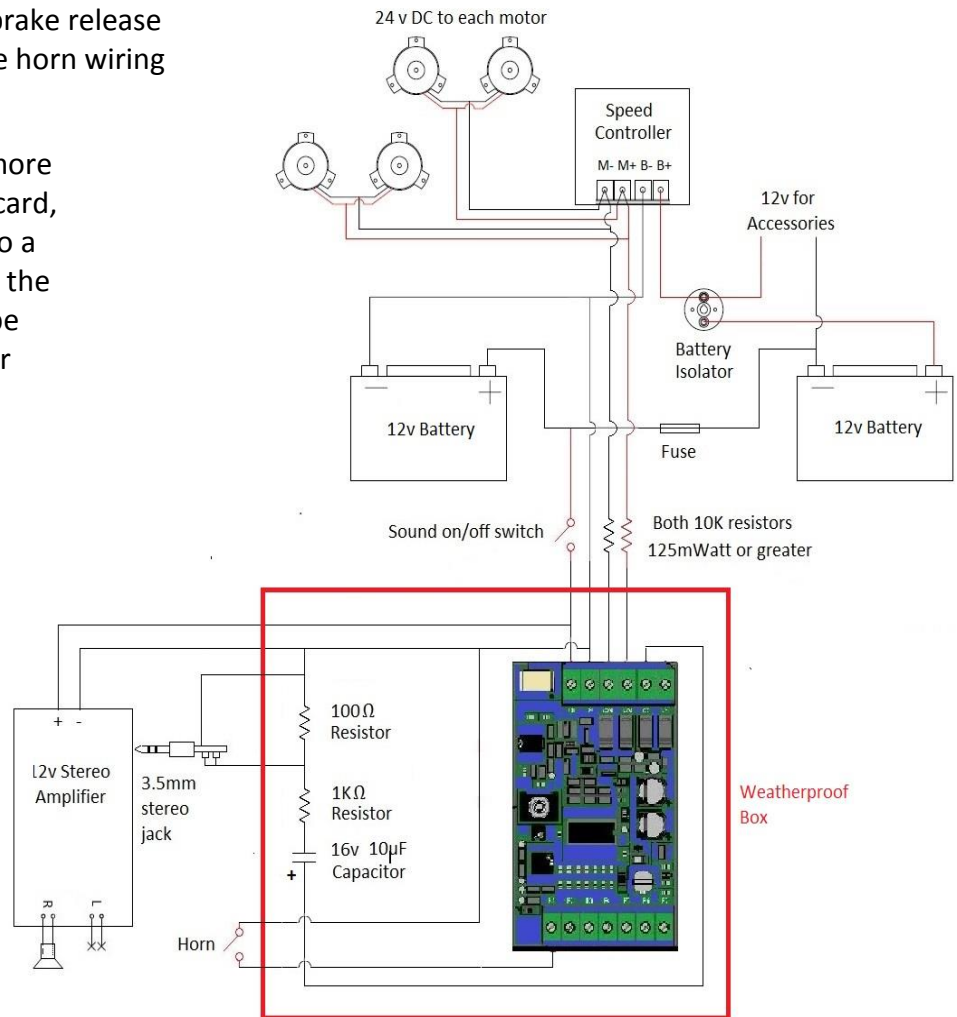 brake release
e horn wiring
more
card,
o a
the
be
r
24 v DC to each motor
Speed
Controller
M- M+ B- B+
12v for
Accessories
Battery
Isolator
12v Battery
Fuse
12v Battery
Sound on/off switch
Both 10K resistors
125mWatt or greater
100Ω
Resistor
1KΩ
Resistor
16v 10µF
+ Capacitor
+ -
12v Stereo
Amplifier
3.5mm
stereo
jack
R L
Horn
Weatherproof
Box